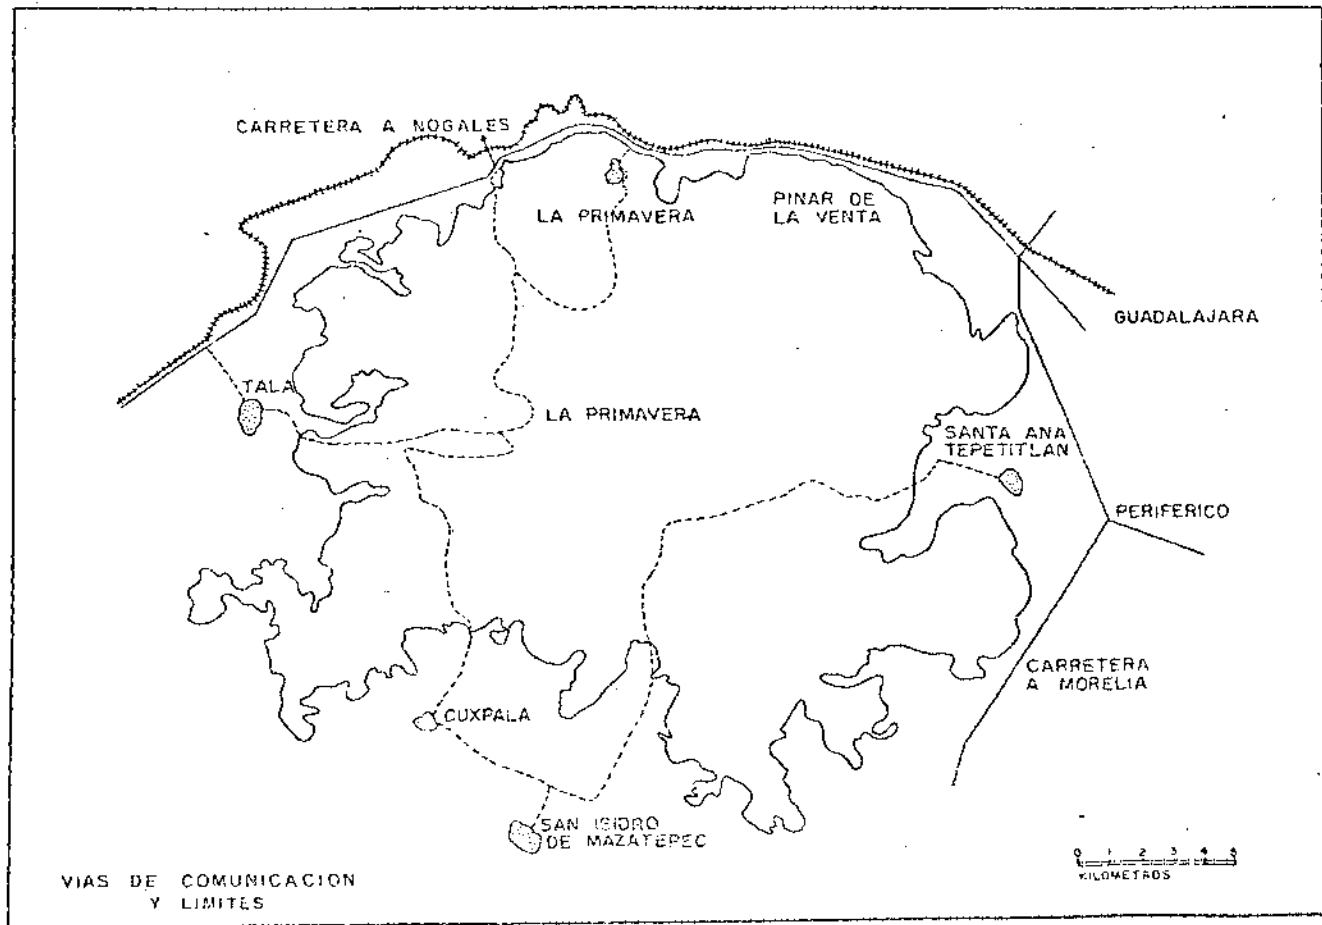 CARRETERA A NOGALES
LA PRIMAVERA
PINAR DE
LA VENTA
GUADALAJARA
TALA
LA PRIMAVERA
SANTA ANA
TEPETITLAN
PERIFERICO
CARRETERA
A MORELIA
CUXPALA
SAN ISIDRO
DE MAZATEPEC
0 1 2 3 4 5
KILOMETROS
VIAS DE COMUNICACION
Y LIMITES